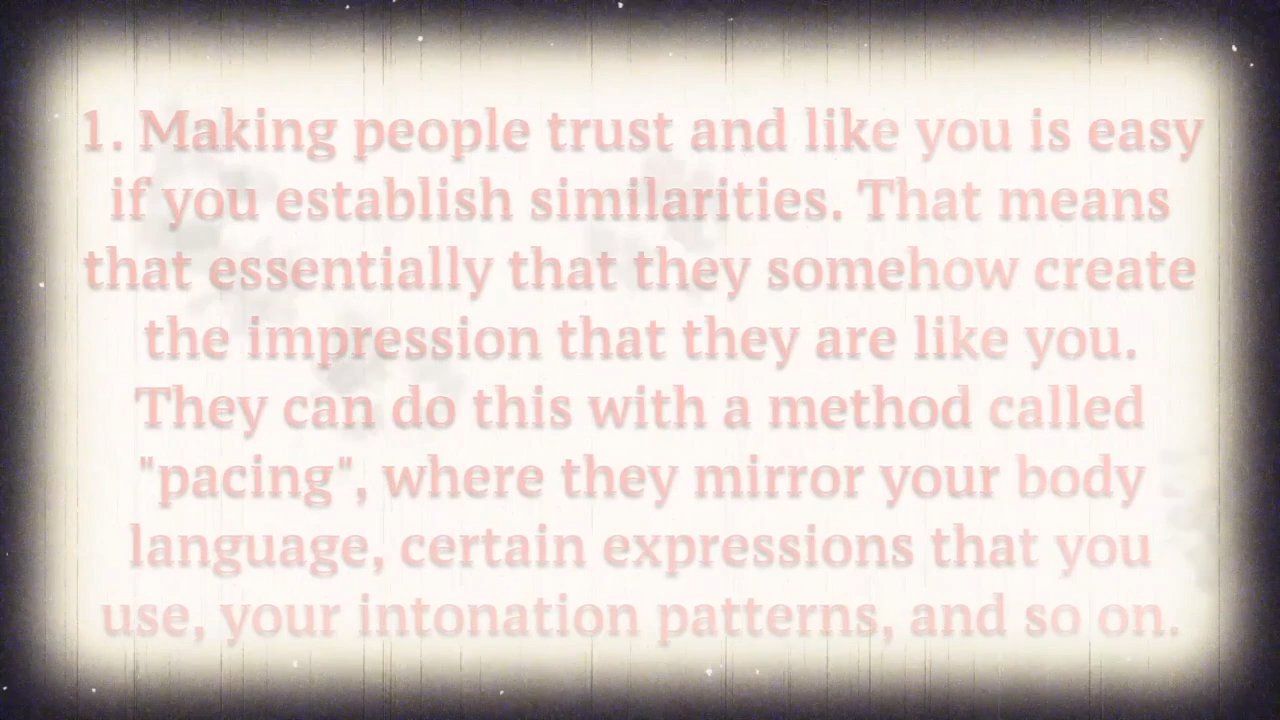 1. Making people trust and like you is easy
if you establish similarities. That means
that essentially that they somehow create
the impression that they are like you.
They can do this with a method called
"pacing", where they mirror your body
language, certain expressions that you
use, your intonation patterns, and so on.